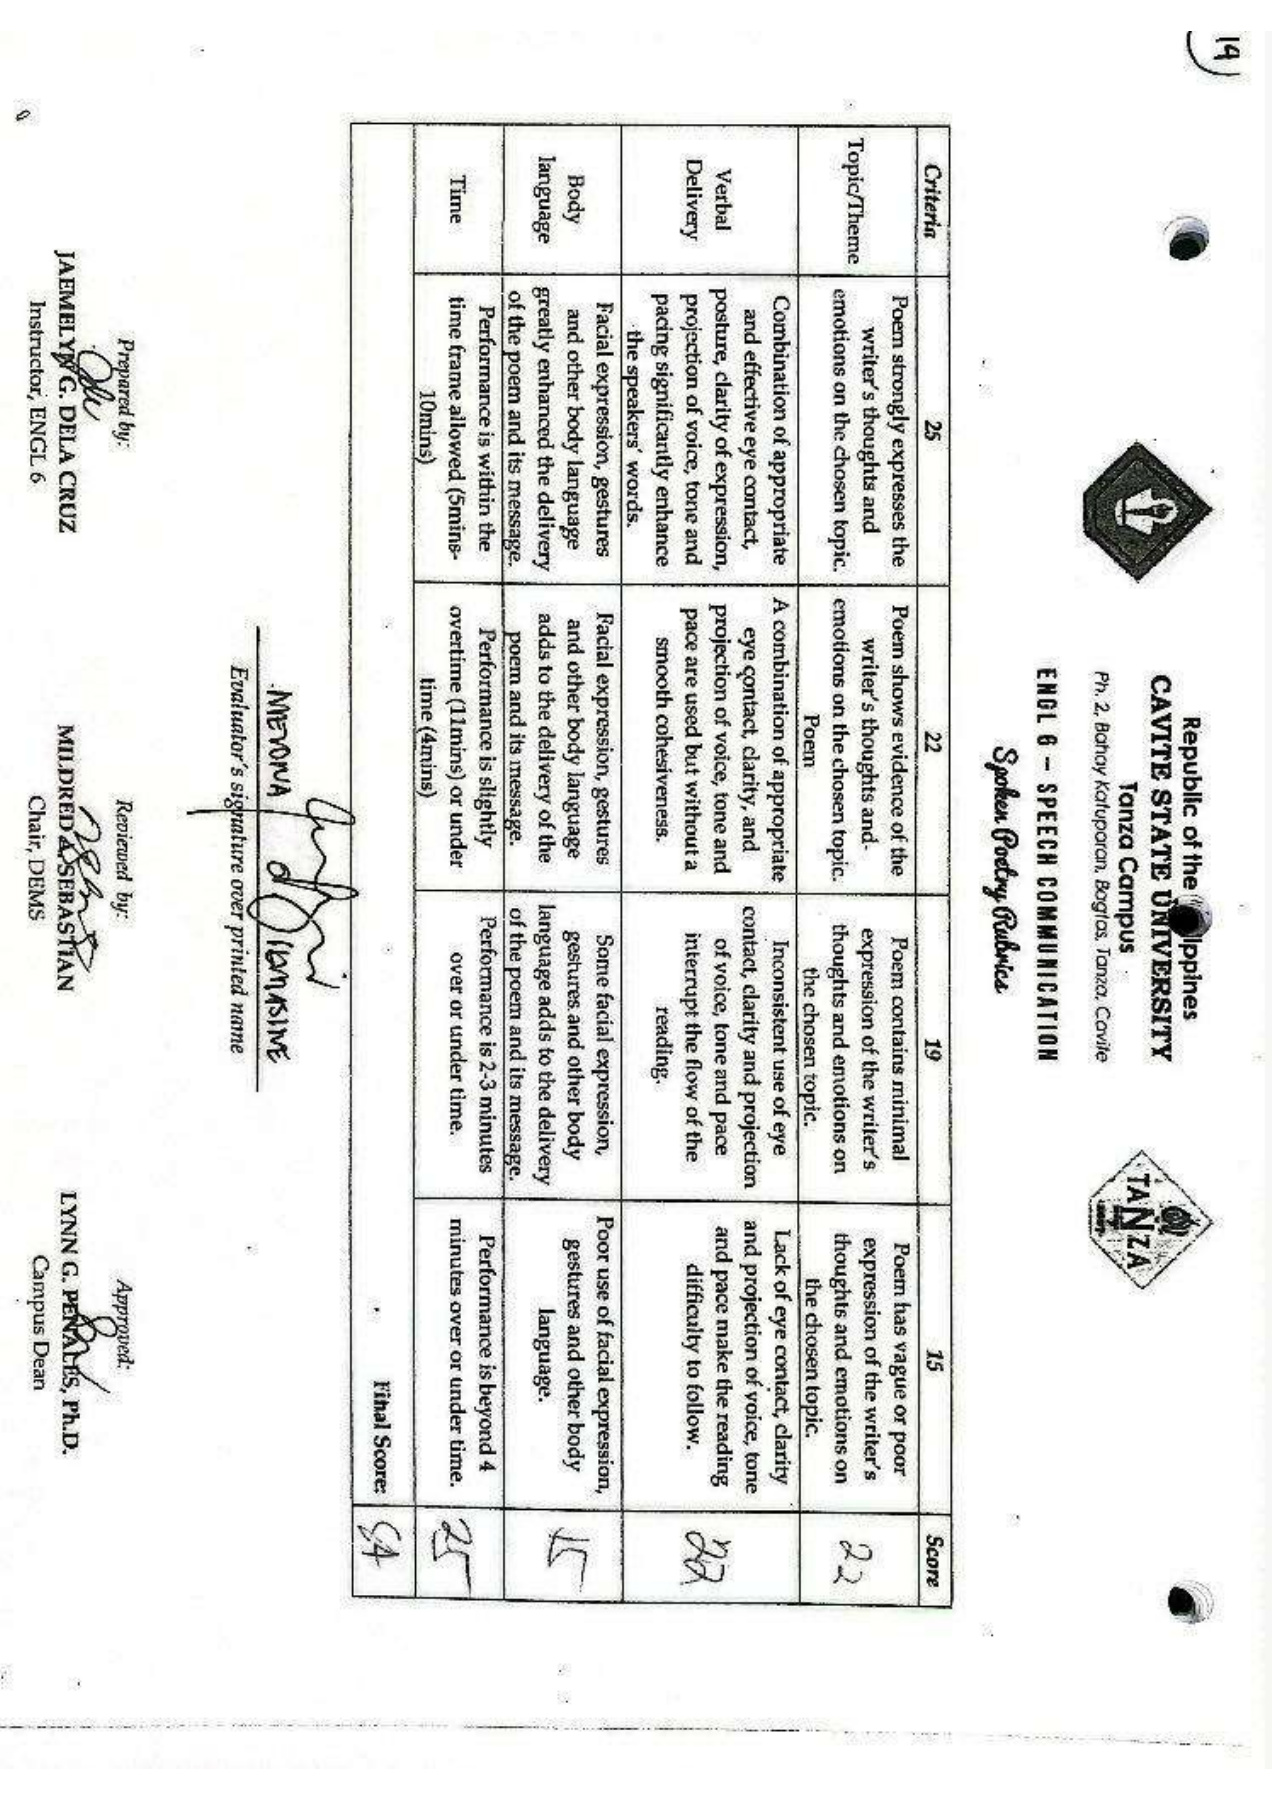 19
Republic of the lippines
CAVITE STATE UNIVERSITY
Tanza Campus
Ph. 2, Bahay Katuparan, Bagtas, Tanza, Cavite
TANZA
ENGL 6 – SPEECH COMMUNICATION
Spoken Poetry Rubrics
Criteria 25 22 19 15 Score
Topic/Theme
Poem strongly expresses the
writer's thoughts and
emotions on the chosen topic.
Poem shows evidence of the
writer's thoughts and
emotions on the chosen topic.
Poem
Poem contains minimal
expression of the writer's
thoughts and emotions on
the chosen topic.
Poem has vague or poor
expression of the writer's
thoughts and emotions on
the chosen topic.
22
Verbal
Delivery
Combination of appropriate
and effective eye contact,
posture, clarity of expression,
projection of voice, tone and
pacing significantly enhance
the speakers' words.
A combination of appropriate
eye contact, clarity, and
projection of voice, tone and
pace are used but without a
smooth cohesiveness.
Inconsistent use of eye
contact, clarity and projection
of voice, tone and pace
interrupt the flow of the
reading.
Lack of eye contact, clarity
and projection of voice, tone
and pace make the reading
difficulty to follow.
22
Body
language
Facial expression, gestures
and other body language
greatly enhanced the delivery
of the poem and its message.
Facial expression, gestures
and other body language
adds to the delivery of the
poem and its message.
Some facial expression,
gestures and other body
language adds to the delivery
of the poem and its message.
Poor use of facial expression,
gestures and other body
language.
15
Time
Performance is within the
time frame allowed (5mins-
10mins)
Performance is slightly
overtime (11mins) or under
time (4mins)
Performance is 2-3 minutes
over or under time.
Performance is beyond 4
minutes over or under time.
25
Final Score: 84
Evaluator's signature over printed name
Prepared by:
JAEMELYN G. DELA CRUZ
Instructor, ENGL 6
Reviewed by:
MILDRED A. SEBASTIAN
Chair, DEMS
Approved:
LYNN G. PEÑALES, Ph.D.
Campus Dean